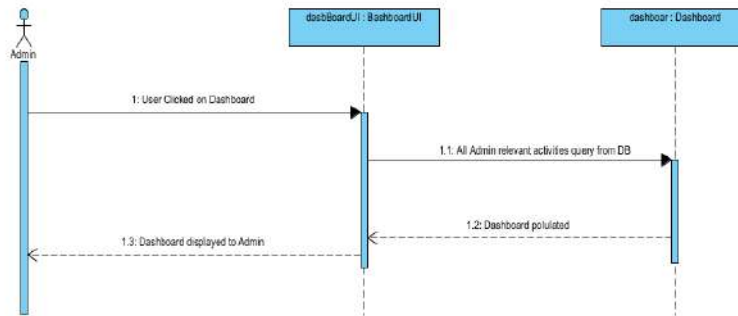 dasbBoardUI : BashboardUI
dashboar : Dashboard
Admin
1: User Clicked on Dashboard
1.1: All Admin relevant activities query from DB
1.2: Dashboard polulated
1.3: Dashboard displayed to Admin